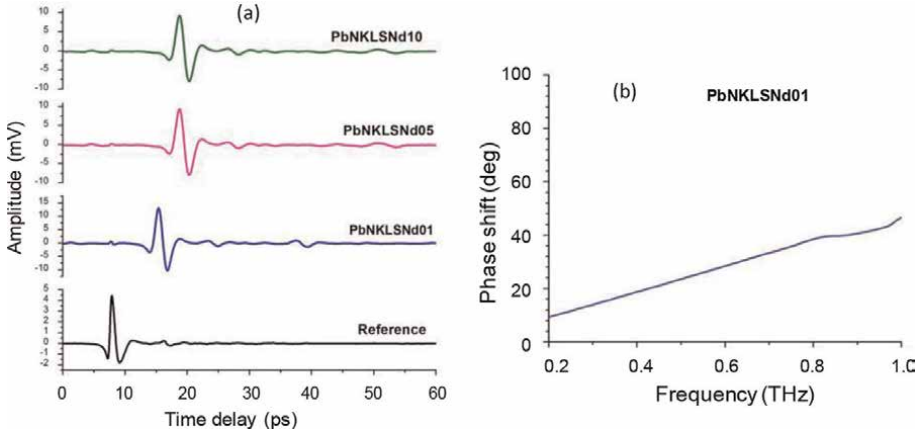 (a)
Amplitude (mV)
10
5
0
-5
-10
PbNKLSNd10
10
5
0
-5
-10
PbNKLSNd05
15
10
5
0
-5
-10
PbNKLSNd01
5
4
3
2
1
0
-1
-2
Reference
0 10 20 30 40 50 60
Time delay (ps)
(b)
PbNKLSNd01
Phase shift (deg)
100
80
60
40
20
0
0.2 0.4 0.6 0.8 1.0
Frequency (THz)